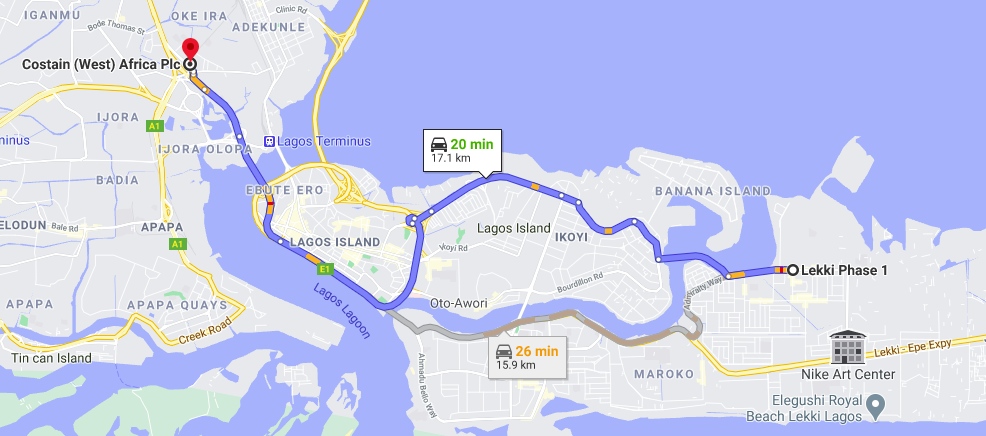 IGANMU
OKE IRA
Clinic Rd
Bode Thomas St
ADEKUNLE
Costain (West) Africa Plc
IJORA
A1
minus
IJORA OLOPA
Lagos Terminus
20 min
17.1 km
BADIA
EBUTE ERO
BANANA ISLAND
ELODUN
Bale Rd
APAPA
A1
LAGOS ISLAND
Ikoyi Rd
Lagos Island
IKOYI
E1
Bourdillon Rd
Lekki Phase 1
Admiralty Way
APAPA
APAPA QUAYS
Lagos Lagoon
Oto-Awori
Creek Road
Tin can Island
26 min
15.9 km
Ahmadu Bello Way
MAROKO
Lekki - Epe Expy
Nike Art Center
Elegushi Royal
Beach Lekki Lagos